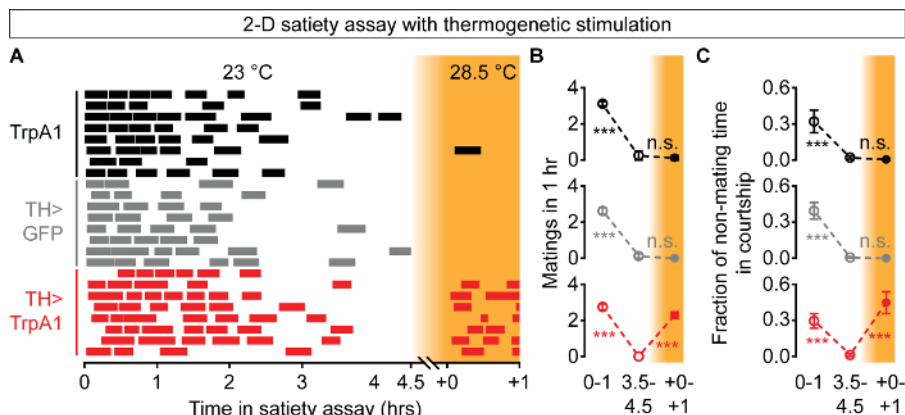 2-D satiety assay with thermogenetic stimulation
A
23 °C
28.5 °C
TrpA1
TH>
GFP
TH>
TrpA1
0
1
2
3
4
4.5
+0
+1
Time in satiety assay (hrs)
B
Matings in 1 hr
4
2
0
***
n.s.
4
2
0
***
n.s.
4
2
0
***
***
0-1
3.5-
4.5
+0-
+1
C
Fraction of non-mating time
in courtship
0.6
0.3
0.0
***
n.s.
0.6
0.3
0.0
***
n.s.
0.6
0.3
0.0
***
***
0-1
3.5-
4.5
+0-
+1